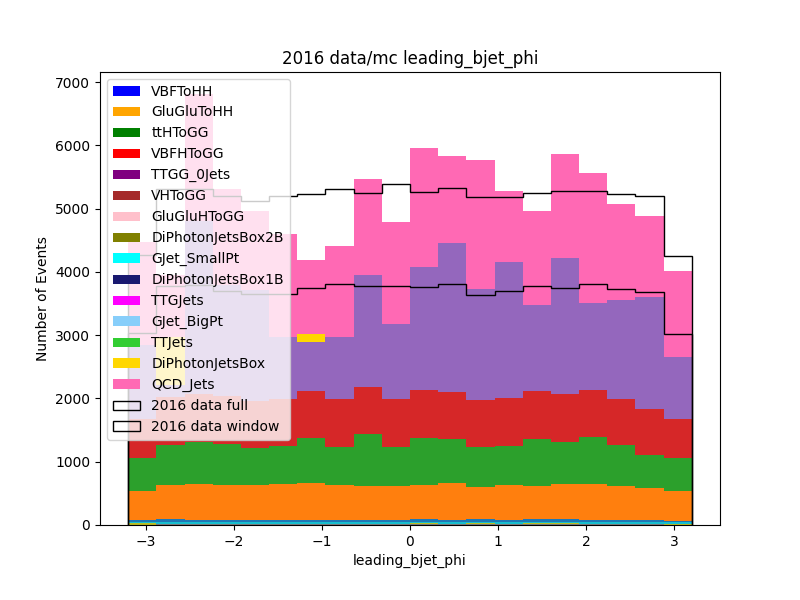 2016 data/mc leading_bjet_phi
Number of Events
7000
6000
5000
4000
3000
2000
1000
0
VBFToHH
GluGluToHH
ttHToGG
VBFHToGG
TTGG_0Jets
VHToGG
GluGluHToGG
DiPhotonJetsBox2B
GJet_SmallPt
DiPhotonJetsBox1B
TTGJets
GJet_BigPt
TTJets
DiPhotonJetsBox
QCD_Jets
2016 data full
2016 data window
−3 −2 −1 0 1 2 3
leading_bjet_phi